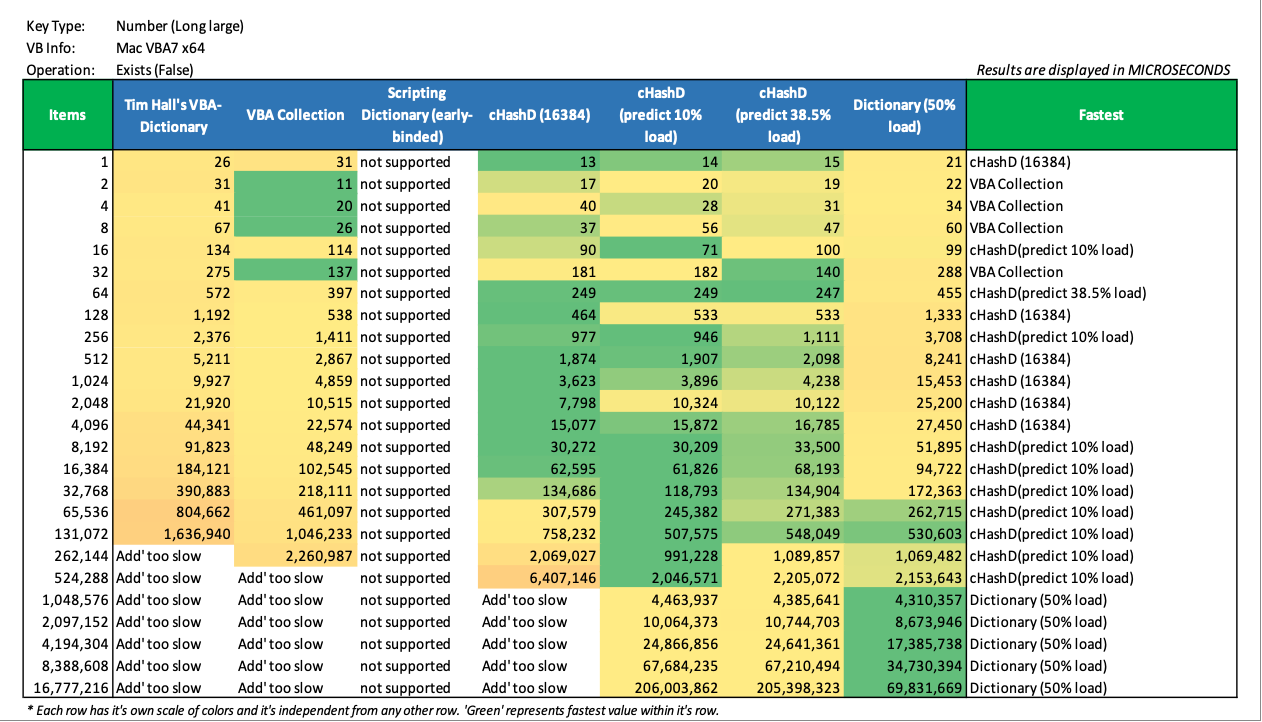 Key Type: Number (Long large)
VB Info: Mac VBA7 x64
Operation: Exists (False) Results are displayed in MICROSECONDS
Items Tim Hall's VBA-Dictionary VBA Collection Scripting Dictionary (early-binded) cHashD (16384) cHashD (predict 10% load) cHashD (predict 38.5% load) Dictionary (50% load) Fastest
1 26 31 not supported 13 14 15 21 cHashD (16384)
2 31 11 not supported 17 20 19 22 VBA Collection
4 41 20 not supported 40 28 31 34 VBA Collection
8 67 26 not supported 37 56 47 60 VBA Collection
16 134 114 not supported 90 71 100 99 cHashD(predict 10% load)
32 275 137 not supported 181 182 140 288 VBA Collection
64 572 397 not supported 249 249 247 455 cHashD(predict 38.5% load)
128 1,192 538 not supported 464 533 533 1,333 cHashD (16384)
256 2,376 1,411 not supported 977 946 1,111 3,708 cHashD(predict 10% load)
512 5,211 2,867 not supported 1,874 1,907 2,098 8,241 cHashD (16384)
1,024 9,927 4,859 not supported 3,623 3,896 4,238 15,453 cHashD (16384)
2,048 21,920 10,515 not supported 7,798 10,324 10,122 25,200 cHashD (16384)
4,096 44,341 22,574 not supported 15,077 15,872 16,785 27,450 cHashD (16384)
8,192 91,823 48,249 not supported 30,272 30,209 33,500 51,895 cHashD(predict 10% load)
16,384 184,121 102,545 not supported 62,595 61,826 68,193 94,722 cHashD(predict 10% load)
32,768 390,883 218,111 not supported 134,686 118,793 134,904 172,363 cHashD(predict 10% load)
65,536 804,662 461,097 not supported 307,579 245,382 271,383 262,715 cHashD(predict 10% load)
131,072 1,636,940 1,046,233 not supported 758,232 507,575 548,049 530,603 cHashD(predict 10% load)
262,144 Add' too slow 2,260,987 not supported 2,069,027 991,228 1,089,857 1,069,482 cHashD(predict 10% load)
524,288 Add' too slow Add' too slow not supported 6,407,146 2,046,571 2,205,072 2,153,643 cHashD(predict 10% load)
1,048,576 Add' too slow Add' too slow not supported Add' too slow 4,463,937 4,385,641 4,310,357 Dictionary (50% load)
2,097,152 Add' too slow Add' too slow not supported Add' too slow 10,064,373 10,744,703 8,673,946 Dictionary (50% load)
4,194,304 Add' too slow Add' too slow not supported Add' too slow 24,866,856 24,641,361 17,385,738 Dictionary (50% load)
8,388,608 Add' too slow Add' too slow not supported Add' too slow 67,684,235 67,210,494 34,730,394 Dictionary (50% load)
16,777,216 Add' too slow Add' too slow not supported Add' too slow 206,003,862 205,398,323 69,831,669 Dictionary (50% load)
* Each row has it's own scale of colors and it's independent from any other row. 'Green' represents fastest value within it's row.